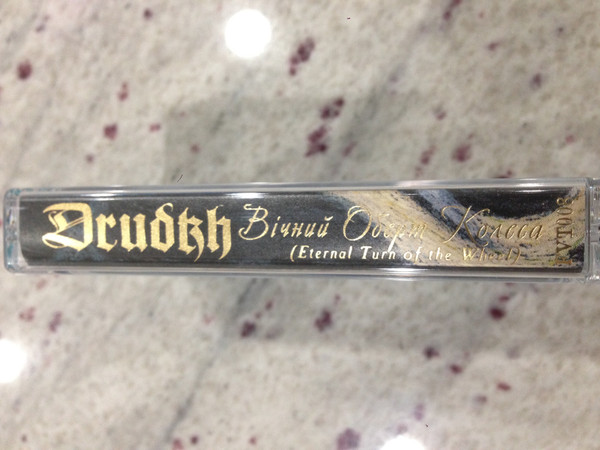 Drudkh
Вічний Оберт Колеса
(Eternal Turn of the Wheel)